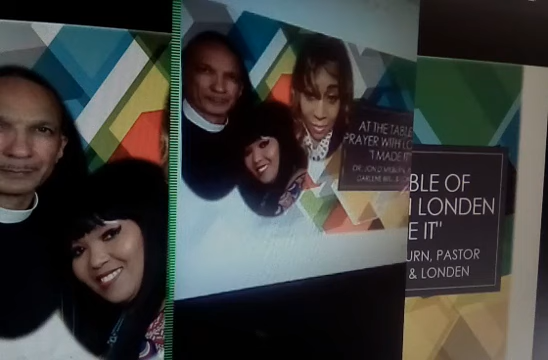 AT THE TABLE
PRAYER WITH LO
"I MADE IT
BLE OF
LONDEN
E IT"
URN, PASTOR
& LONDEN